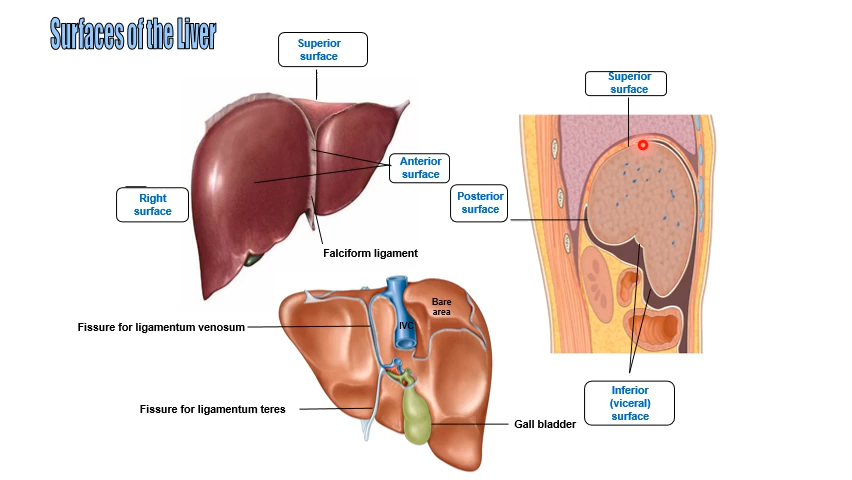 Surfaces of the Liver
Superior
surface
Superior
surface
Anterior
surface
Right
surface
Posterior
surface
Falciform ligament
Bare
area
IVC
Fissure for ligamentum venosum
Fissure for ligamentum teres
Gall bladder
Inferior
(viceral)
surface